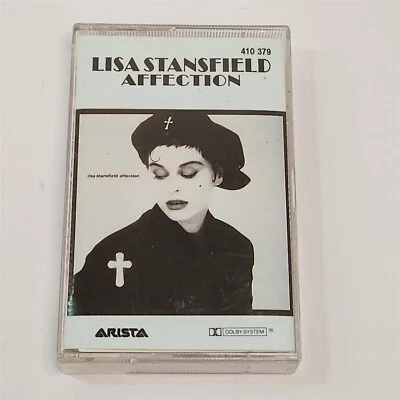 410 379
LISA STANSFIELD
AFFECTION
lisa stansfield affection
ARISTA
DOLBY SYSTEM ®